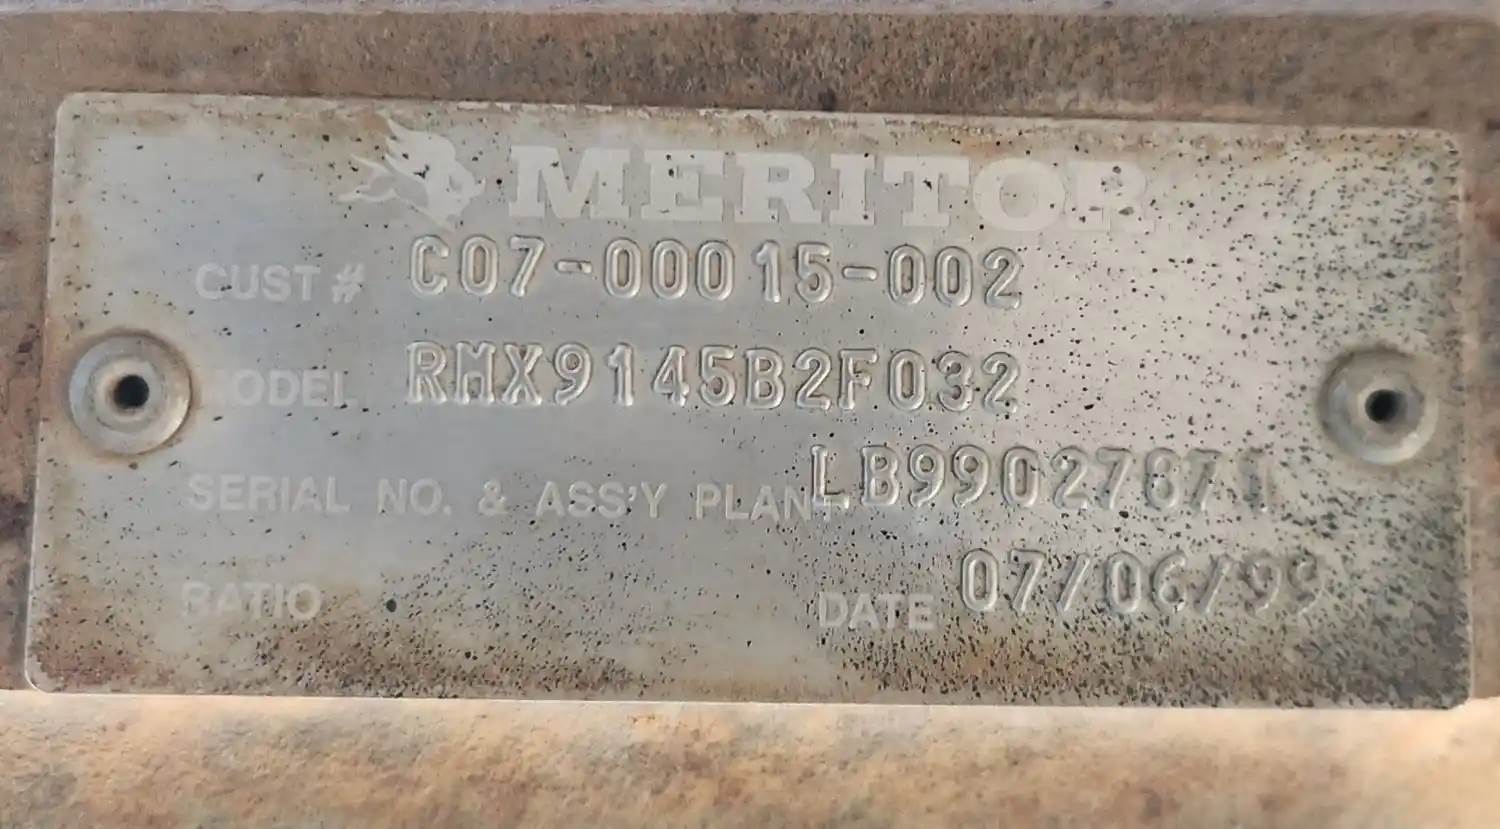 MERITOR
CUST # C07-00015-002
MODEL RMX9145B2F032
SERIAL NO. & ASS'Y PLANT LB99027871
RATIO
DATE 07/06/99